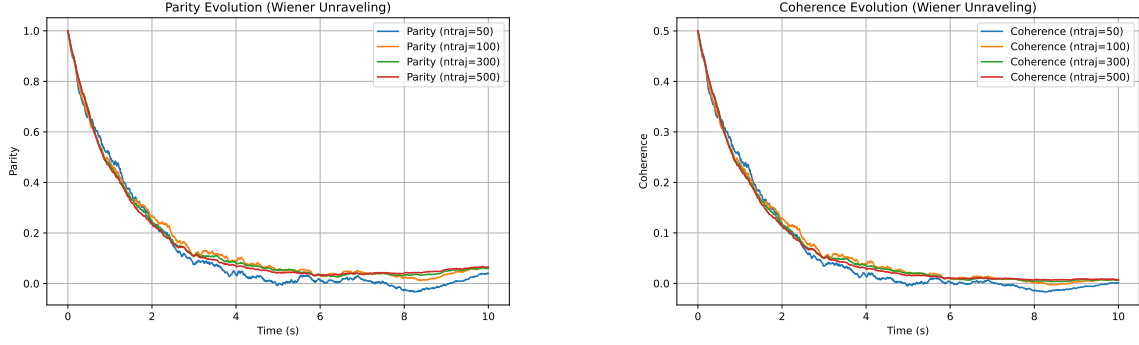 Parity Evolution (Wiener Unraveling)
1.0
0.8
0.6
0.4
0.2
0.0
Parity
0
2
4
6
8
10
Time (s)
Parity (ntraj=50)
Parity (ntraj=100)
Parity (ntraj=300)
Parity (ntraj=500)
Coherence Evolution (Wiener Unraveling)
0.5
0.4
0.3
0.2
0.1
0.0
Coherence
0
2
4
6
8
10
Time (s)
Coherence (ntraj=50)
Coherence (ntraj=100)
Coherence (ntraj=300)
Coherence (ntraj=500)